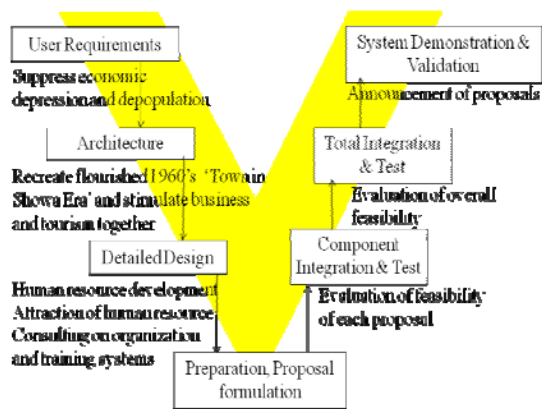 User Requirements
Suppress economic
depression and depopulation
Architecture
Recreate flourished 1960's 'Town in
Showa Era' and stimulate business
and tourism together
Detailed Design
Human resource development
Attraction of human resource
Consulting on organization
and training systems
Preparation, Proposal
formulation
Component
Integration & Test
Evaluation of feasibility
of each proposal
Total Integration
& Test
Evaluation of overall
feasibility
System Demonstration &
Validation
Announcement of proposals